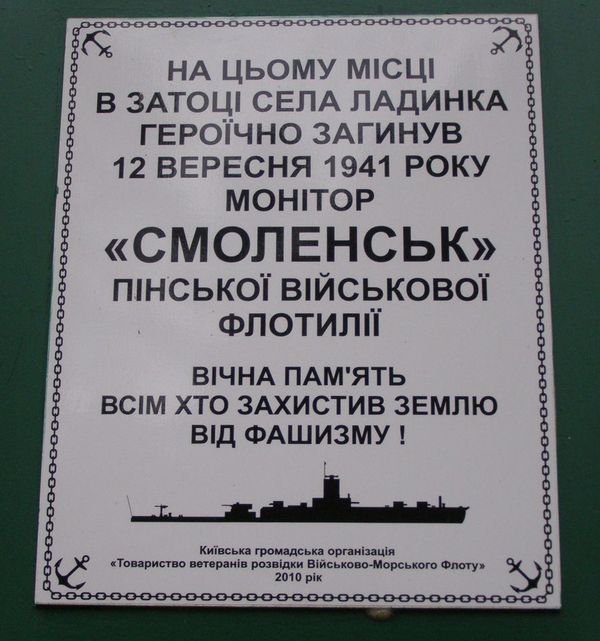 НА ЦЬОМУ МІСЦІ
В ЗАТОЦІ СЕЛА ЛАДИНКА
ГЕРОЇЧНО ЗАГИНУВ
12 ВЕРЕСНЯ 1941 РОКУ
МОНІТОР
«СМОЛЕНСЬК»
ПІНСЬКОЇ ВІЙСЬКОВОЇ
ФЛОТИЛІЇ
ВІЧНА ПАМ'ЯТЬ
ВСІМ ХТО ЗАХИСТИВ ЗЕМЛЮ
ВІД ФАШИЗМУ !
Київська громадська організація
«Товариство ветеранів розвідки Військово-Морського Флоту»
2010 рік